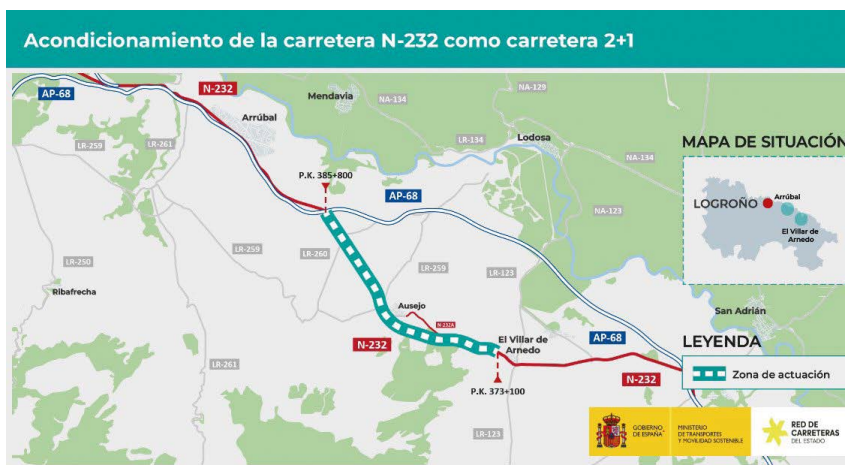 Acondicionamiento de la carretera N-232 como carretera 2+1
AP-68
N-232
Mendavia
NA-134
NA-129
Arrúbal
LR-259
LR-261
LR-134
Lodosa
NA-134
MAPA DE SITUACIÓN
P.K. 385+800
AP-68
LOGROÑO
Arrúbal
El Villar de
Arnedo
NA-123
LR-250
LR-259
LR-260
LR-259
LR-123
Ribafrecha
Ausejo
N-232A
San Adrián
N-232
El Villar de
Arnedo
AP-68
LEYENDA
LR-261
N-232
Zona de actuación
P.K. 373+100
LR-123
GOBIERNO
DE ESPAÑA
MINISTERIO
DE TRANSPORTES
Y MOVILIDAD SOSTENIBLE
RED DE
CARRETERAS
DEL ESTADO